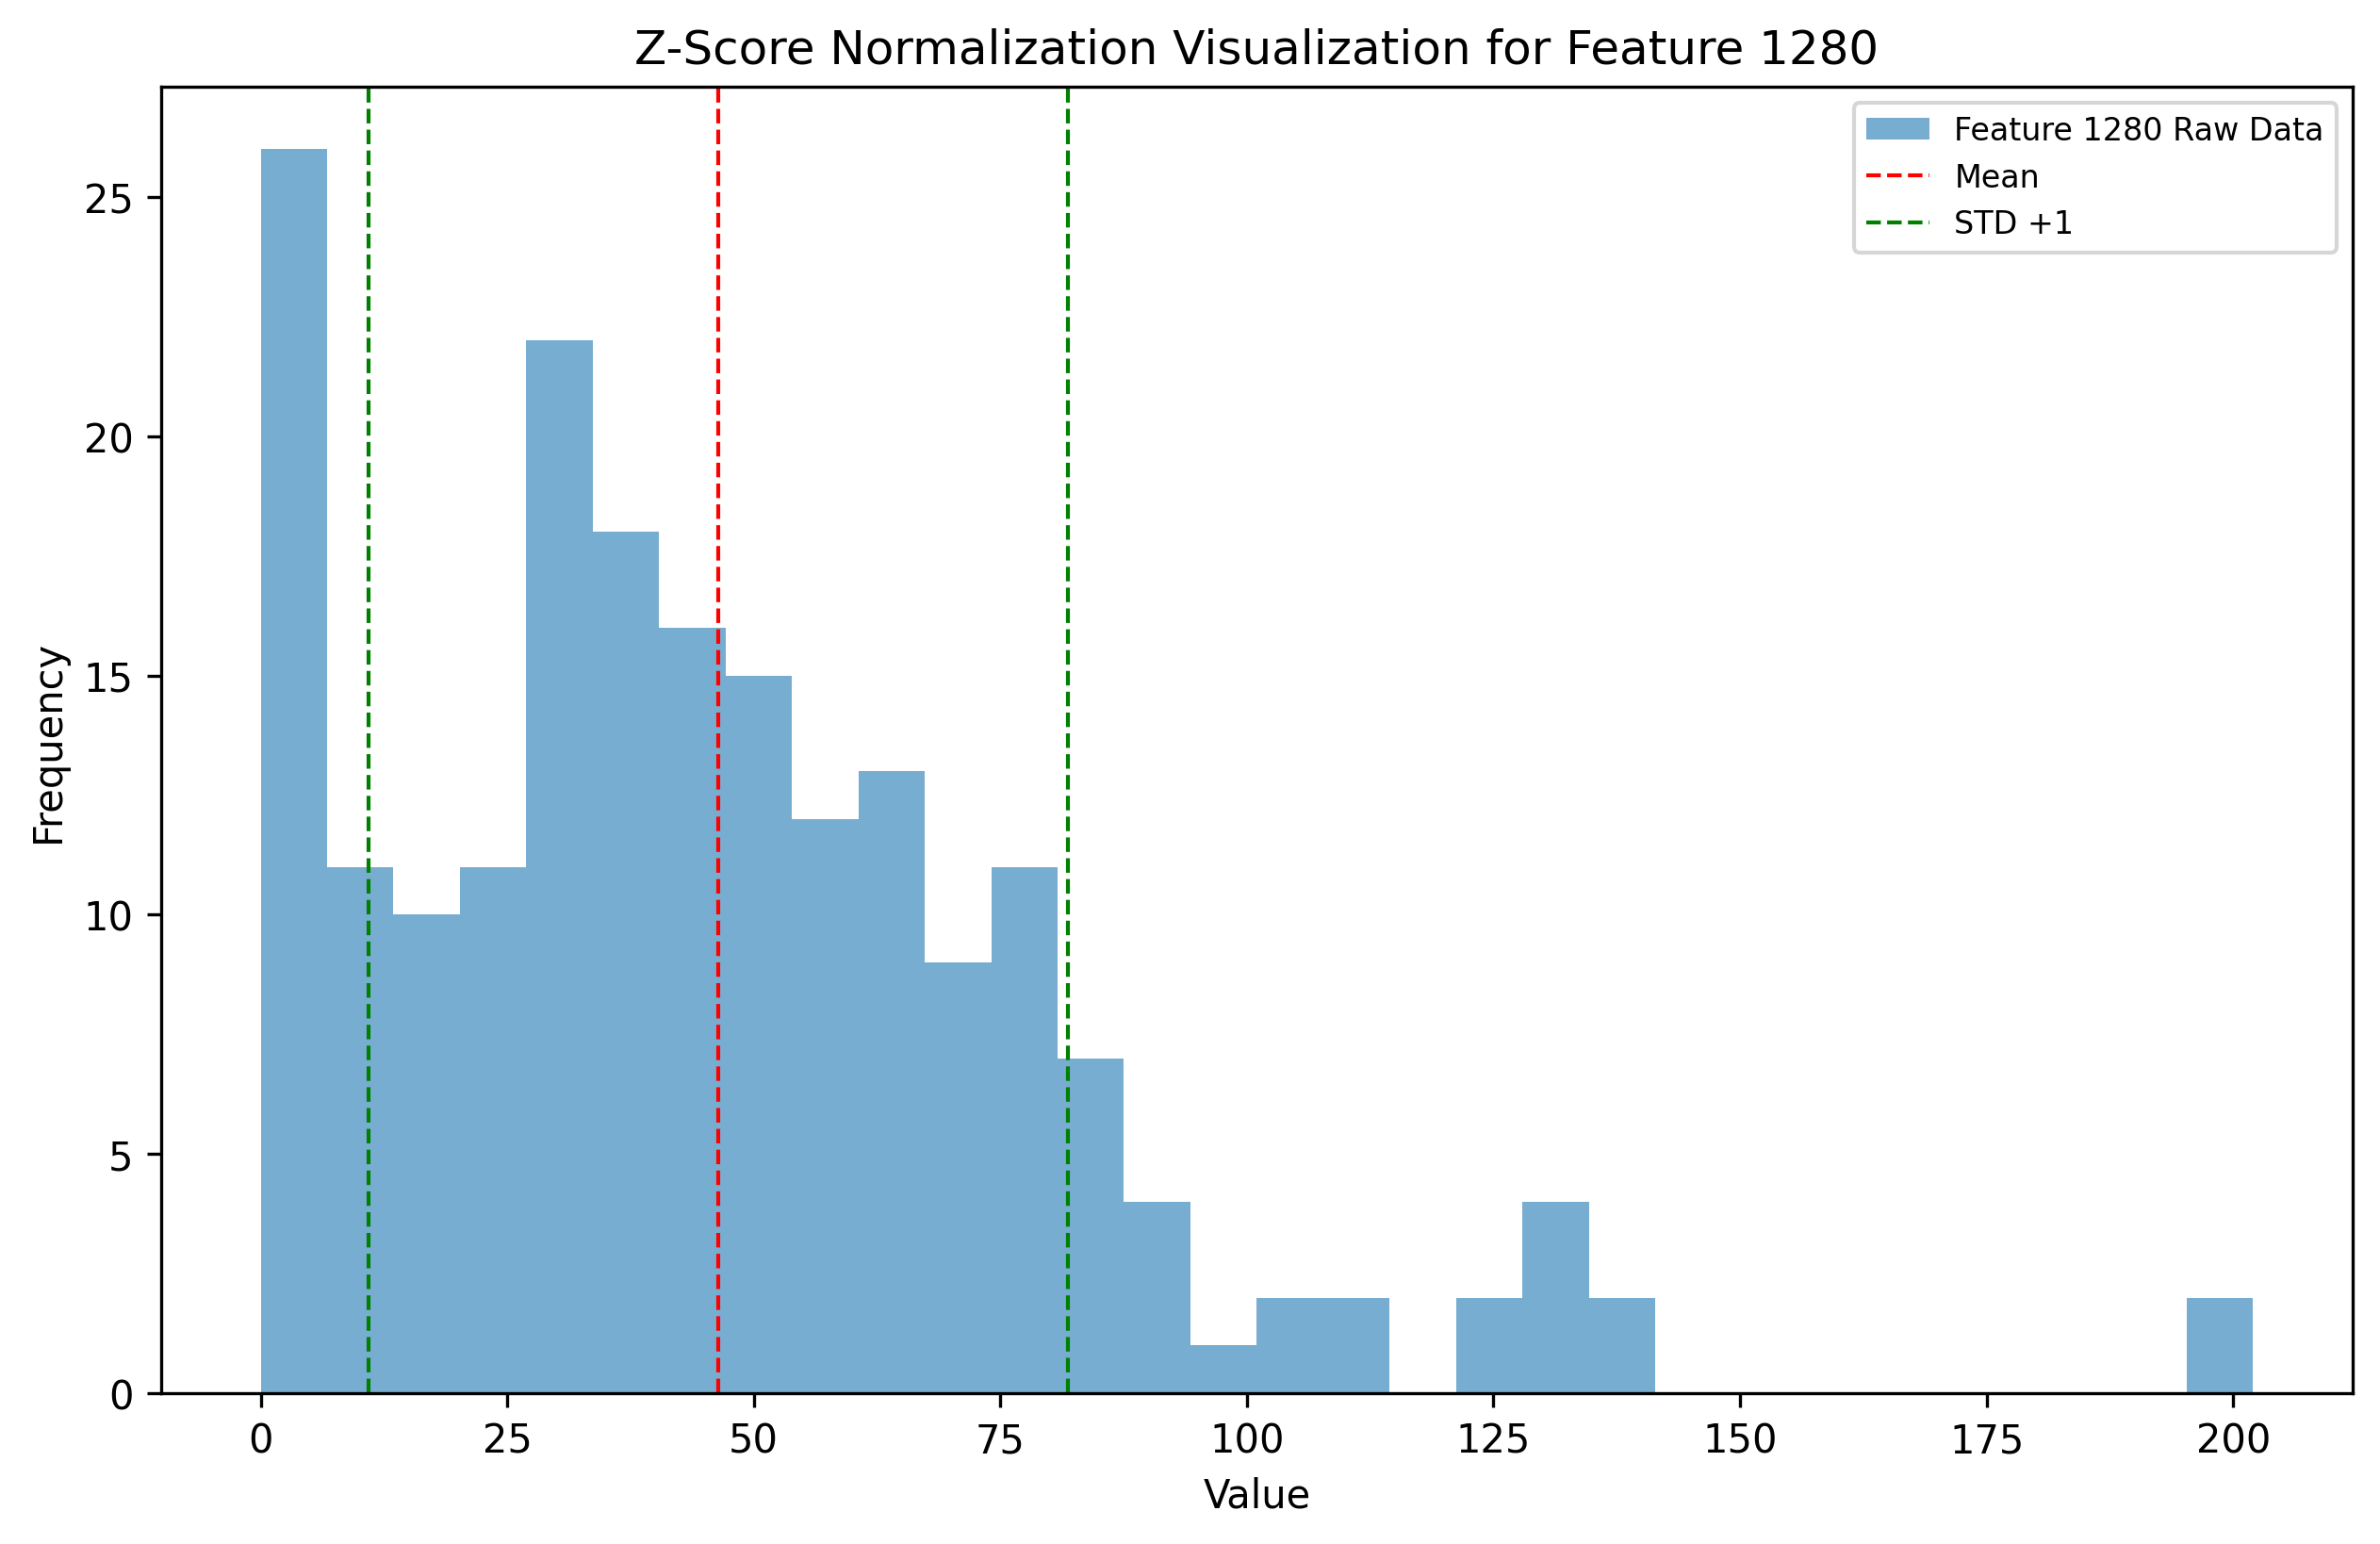 Z-Score Normalization Visualization for Feature 1280
Feature 1280 Raw Data
Mean
STD +1
Frequency
25
20
15
10
5
0
0 25 50 75 100 125 150 175 200
Value